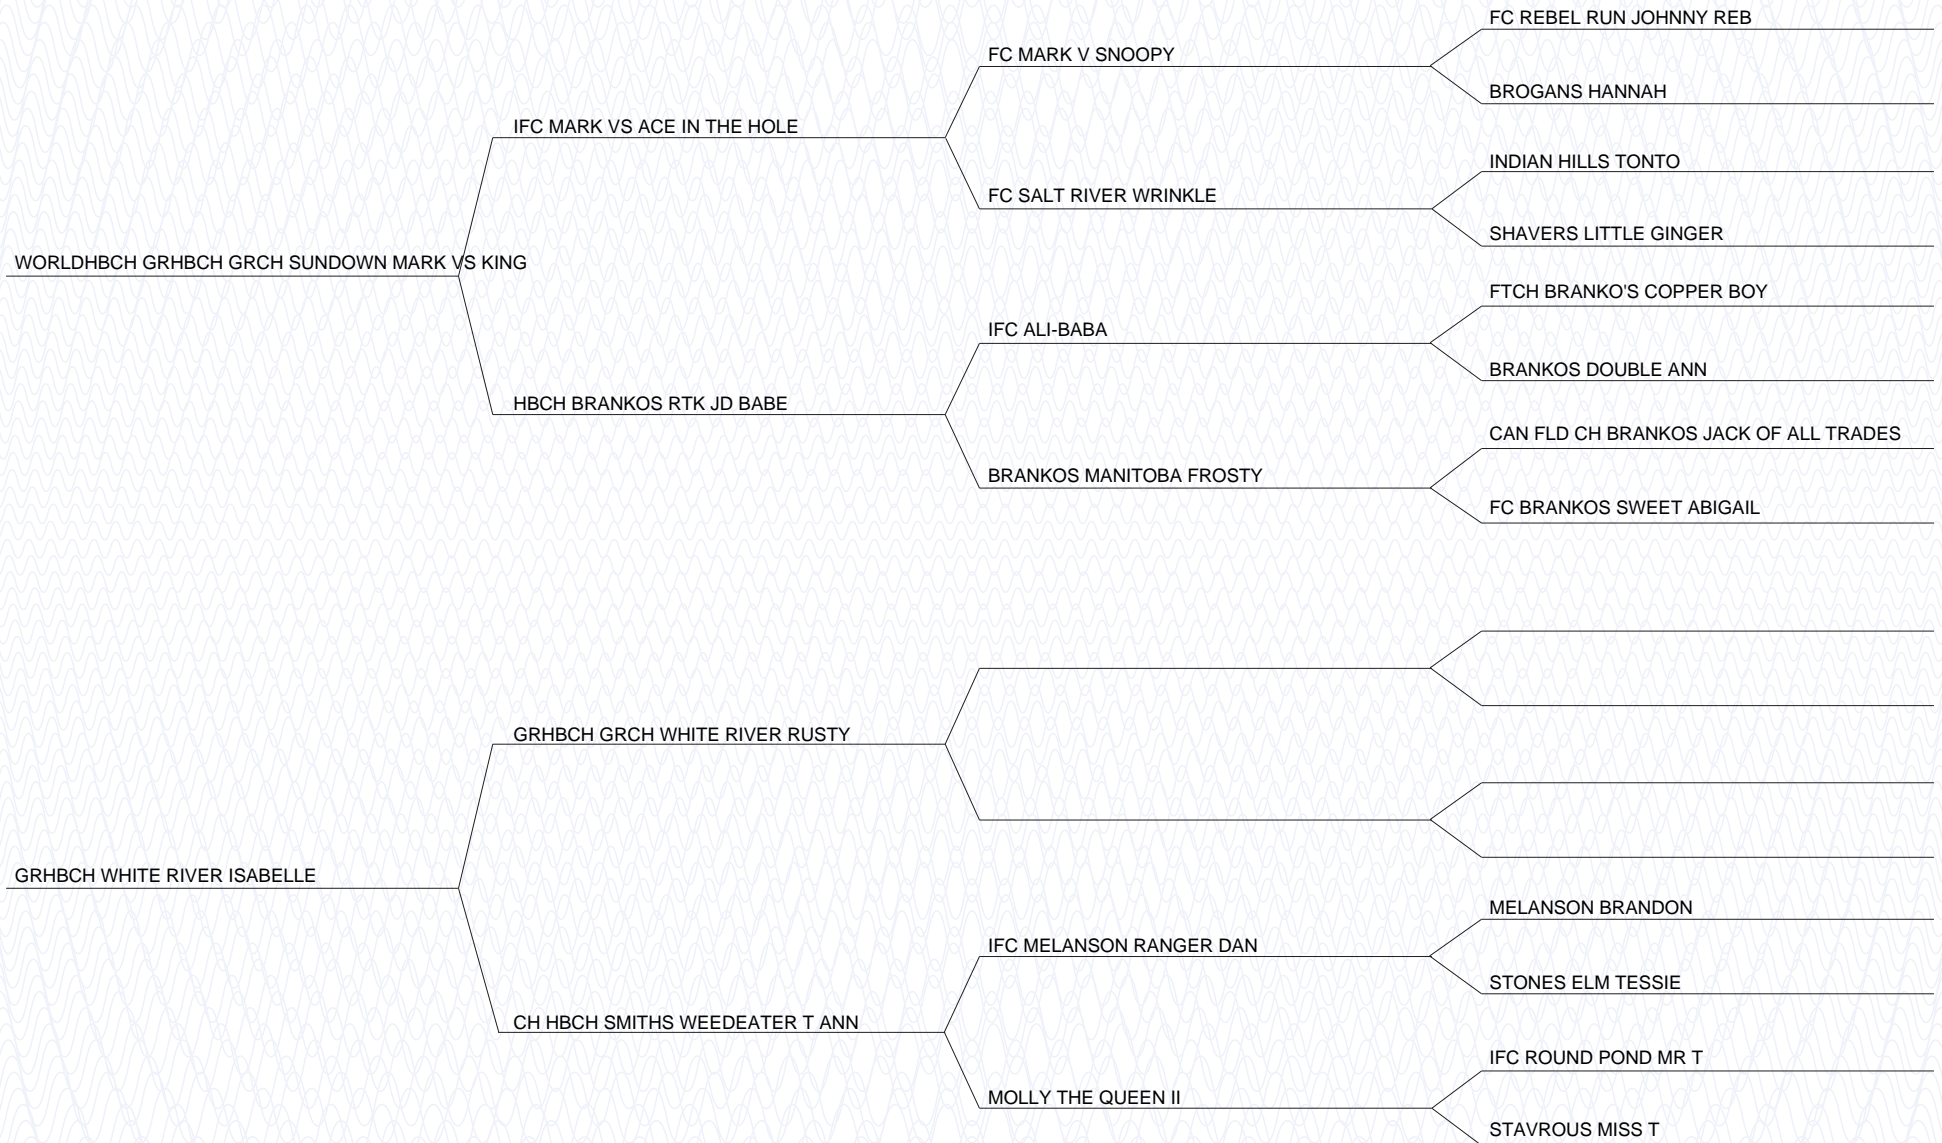 FC REBEL RUN JOHNNY REB
FC MARK V SNOOPY
BROGANS HANNAH
IFC MARK VS ACE IN THE HOLE
INDIAN HILLS TONTO
FC SALT RIVER WRINKLE
SHAVERS LITTLE GINGER
WORLDHBCH GRHBCH GRCH SUNDOWN MARK VS KING
FTCH BRANKO'S COPPER BOY
IFC ALI-BABA
BRANKOS DOUBLE ANN
HBCH BRANKOS RTK JD BABE
CAN FLD CH BRANKOS JACK OF ALL TRADES
BRANKOS MANITOBA FROSTY
FC BRANKOS SWEET ABIGAIL
GRHBCH GRCH WHITE RIVER RUSTY
GRHBCH WHITE RIVER ISABELLE
MELANSON BRANDON
IFC MELANSON RANGER DAN
STONES ELM TESSIE
CH HBCH SMITHS WEEDEATER T ANN
IFC ROUND POND MR T
MOLLY THE QUEEN II
STAVROUS MISS T